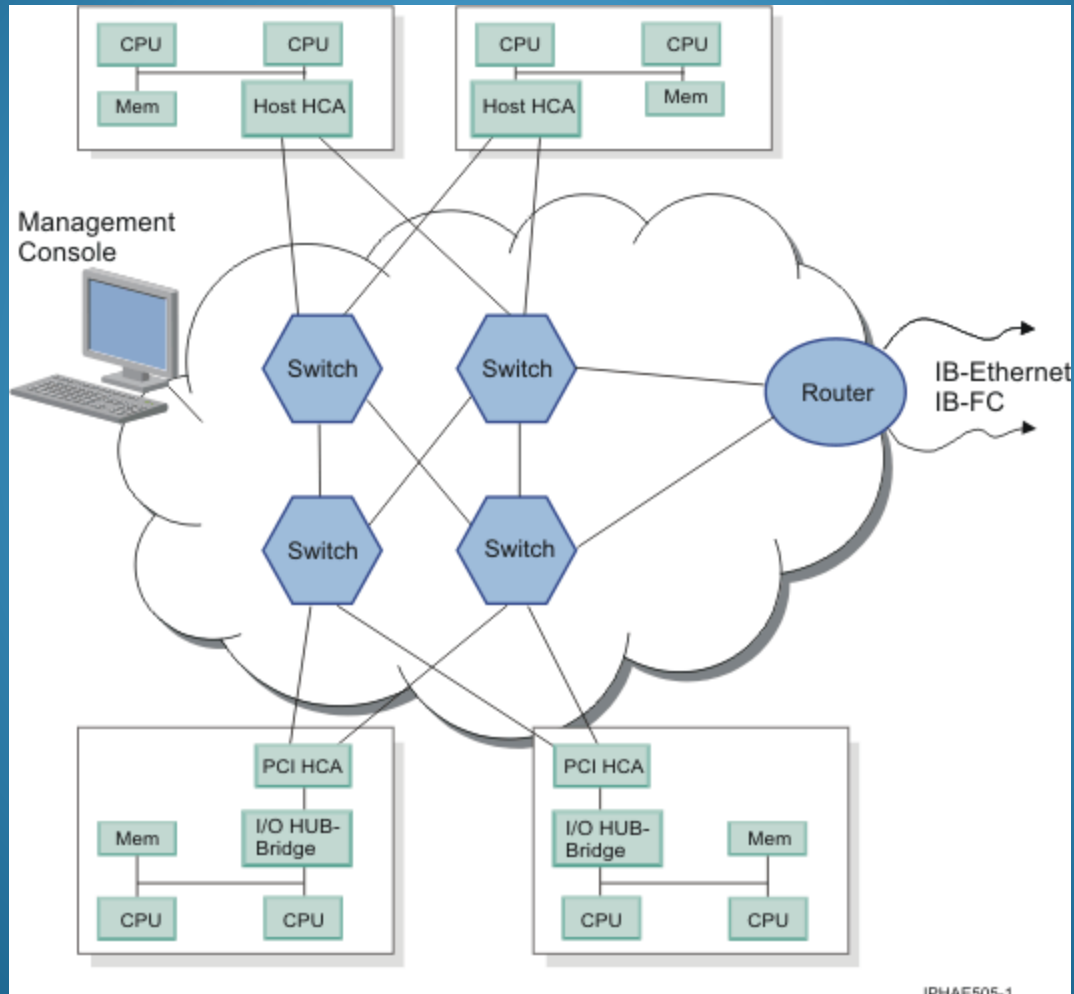 CPU
CPU
CPU
CPU
Mem
Host HCA
Host HCA
Mem
Management
Console
Switch
Switch
Router
IB-Ethernet
IB-FC
Switch
Switch
PCI HCA
PCI HCA
Mem
I/O HUB-
Bridge
I/O HUB-
Bridge
Mem
CPU
CPU
CPU
CPU